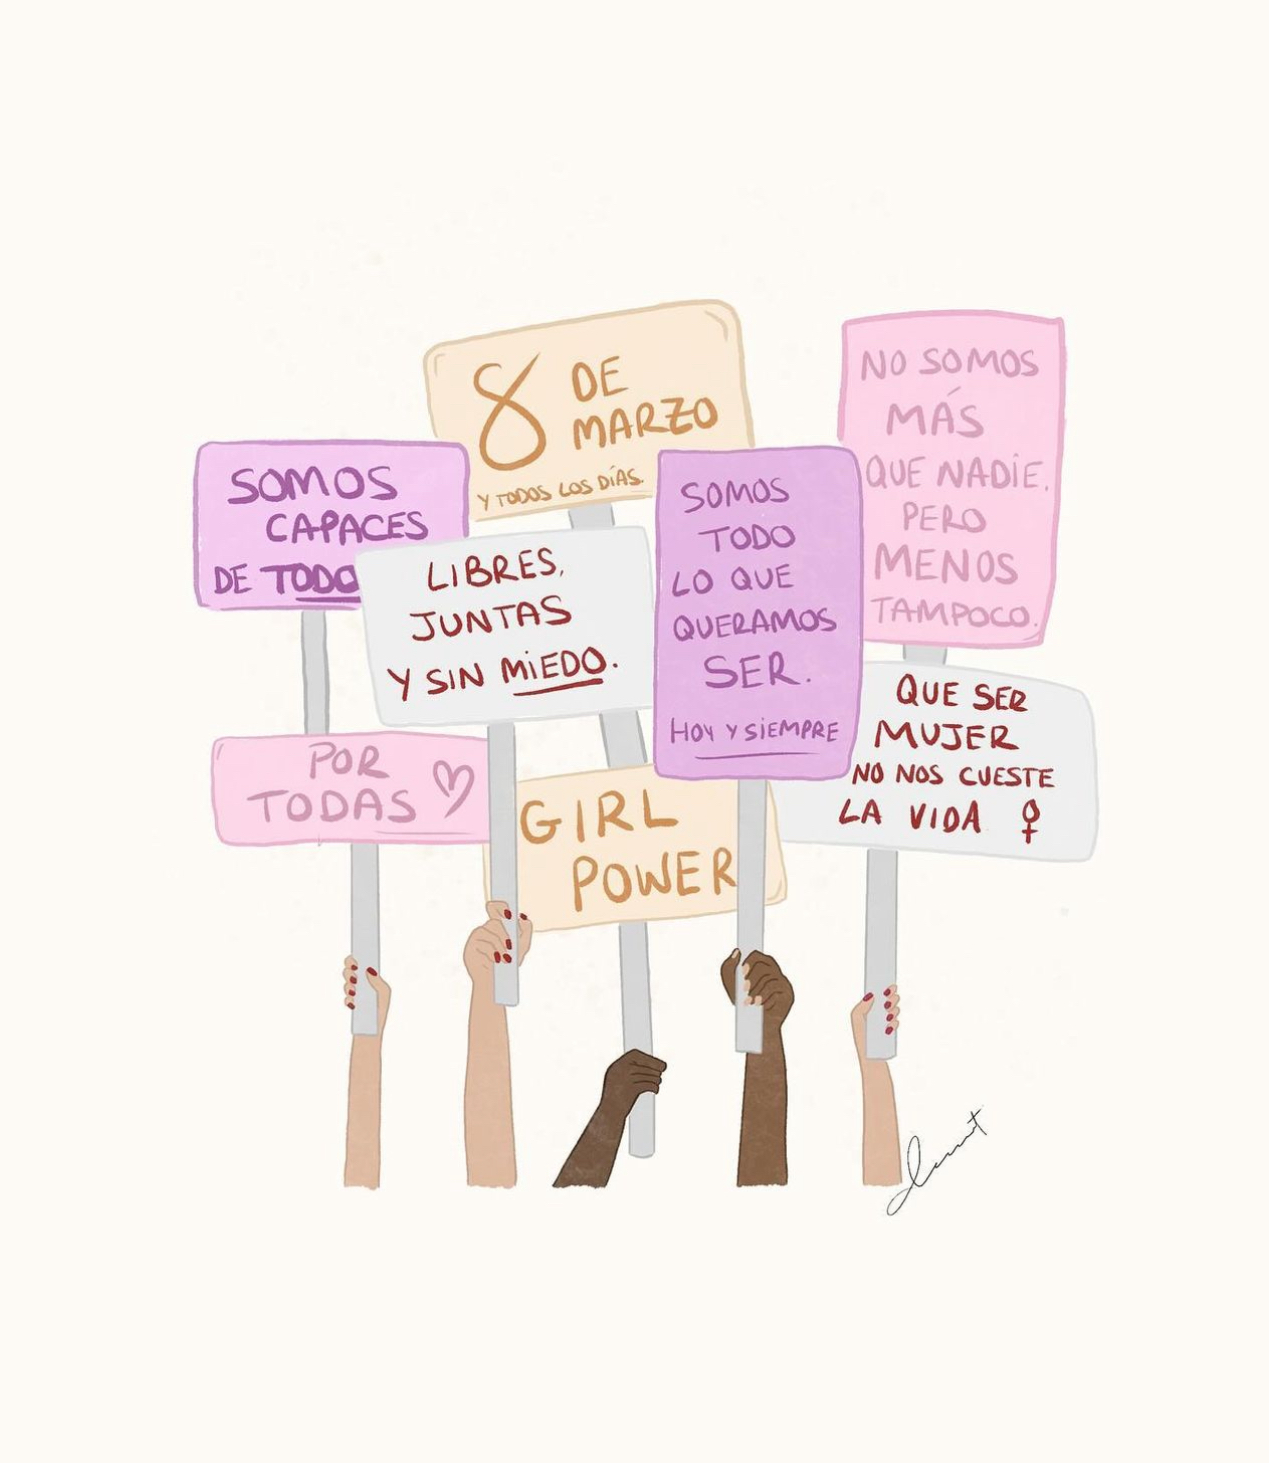 8 DE
MARZO
Y TODOS LOS DÍAS.
NO SOMOS
MÁS
QUE NADIE.
PERO
MENOS
TAMPOCO.
SOMOS
CAPACES
DE TODO
LIBRES,
JUNTAS
Y SIN MIEDO.
SOMOS
TODO
LO QUE
QUERAMOS
SER.
HOY Y SIEMPRE
QUE SER
MUJER
NO NOS CUESTE
LA VIDA ♀
POR
TODAS ♡
GIRL
POWER